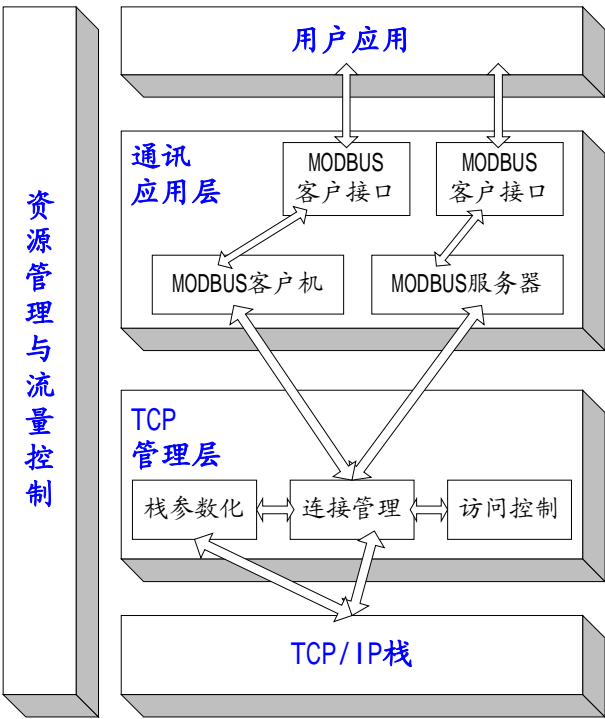 资源管理与流量控制
用户应用
通讯
应用层
MODBUS
客户接口
MODBUS
客户接口
MODBUS客户机
MODBUS服务器
TCP
管理层
栈参数化
连接管理
访问控制
TCP/IP栈